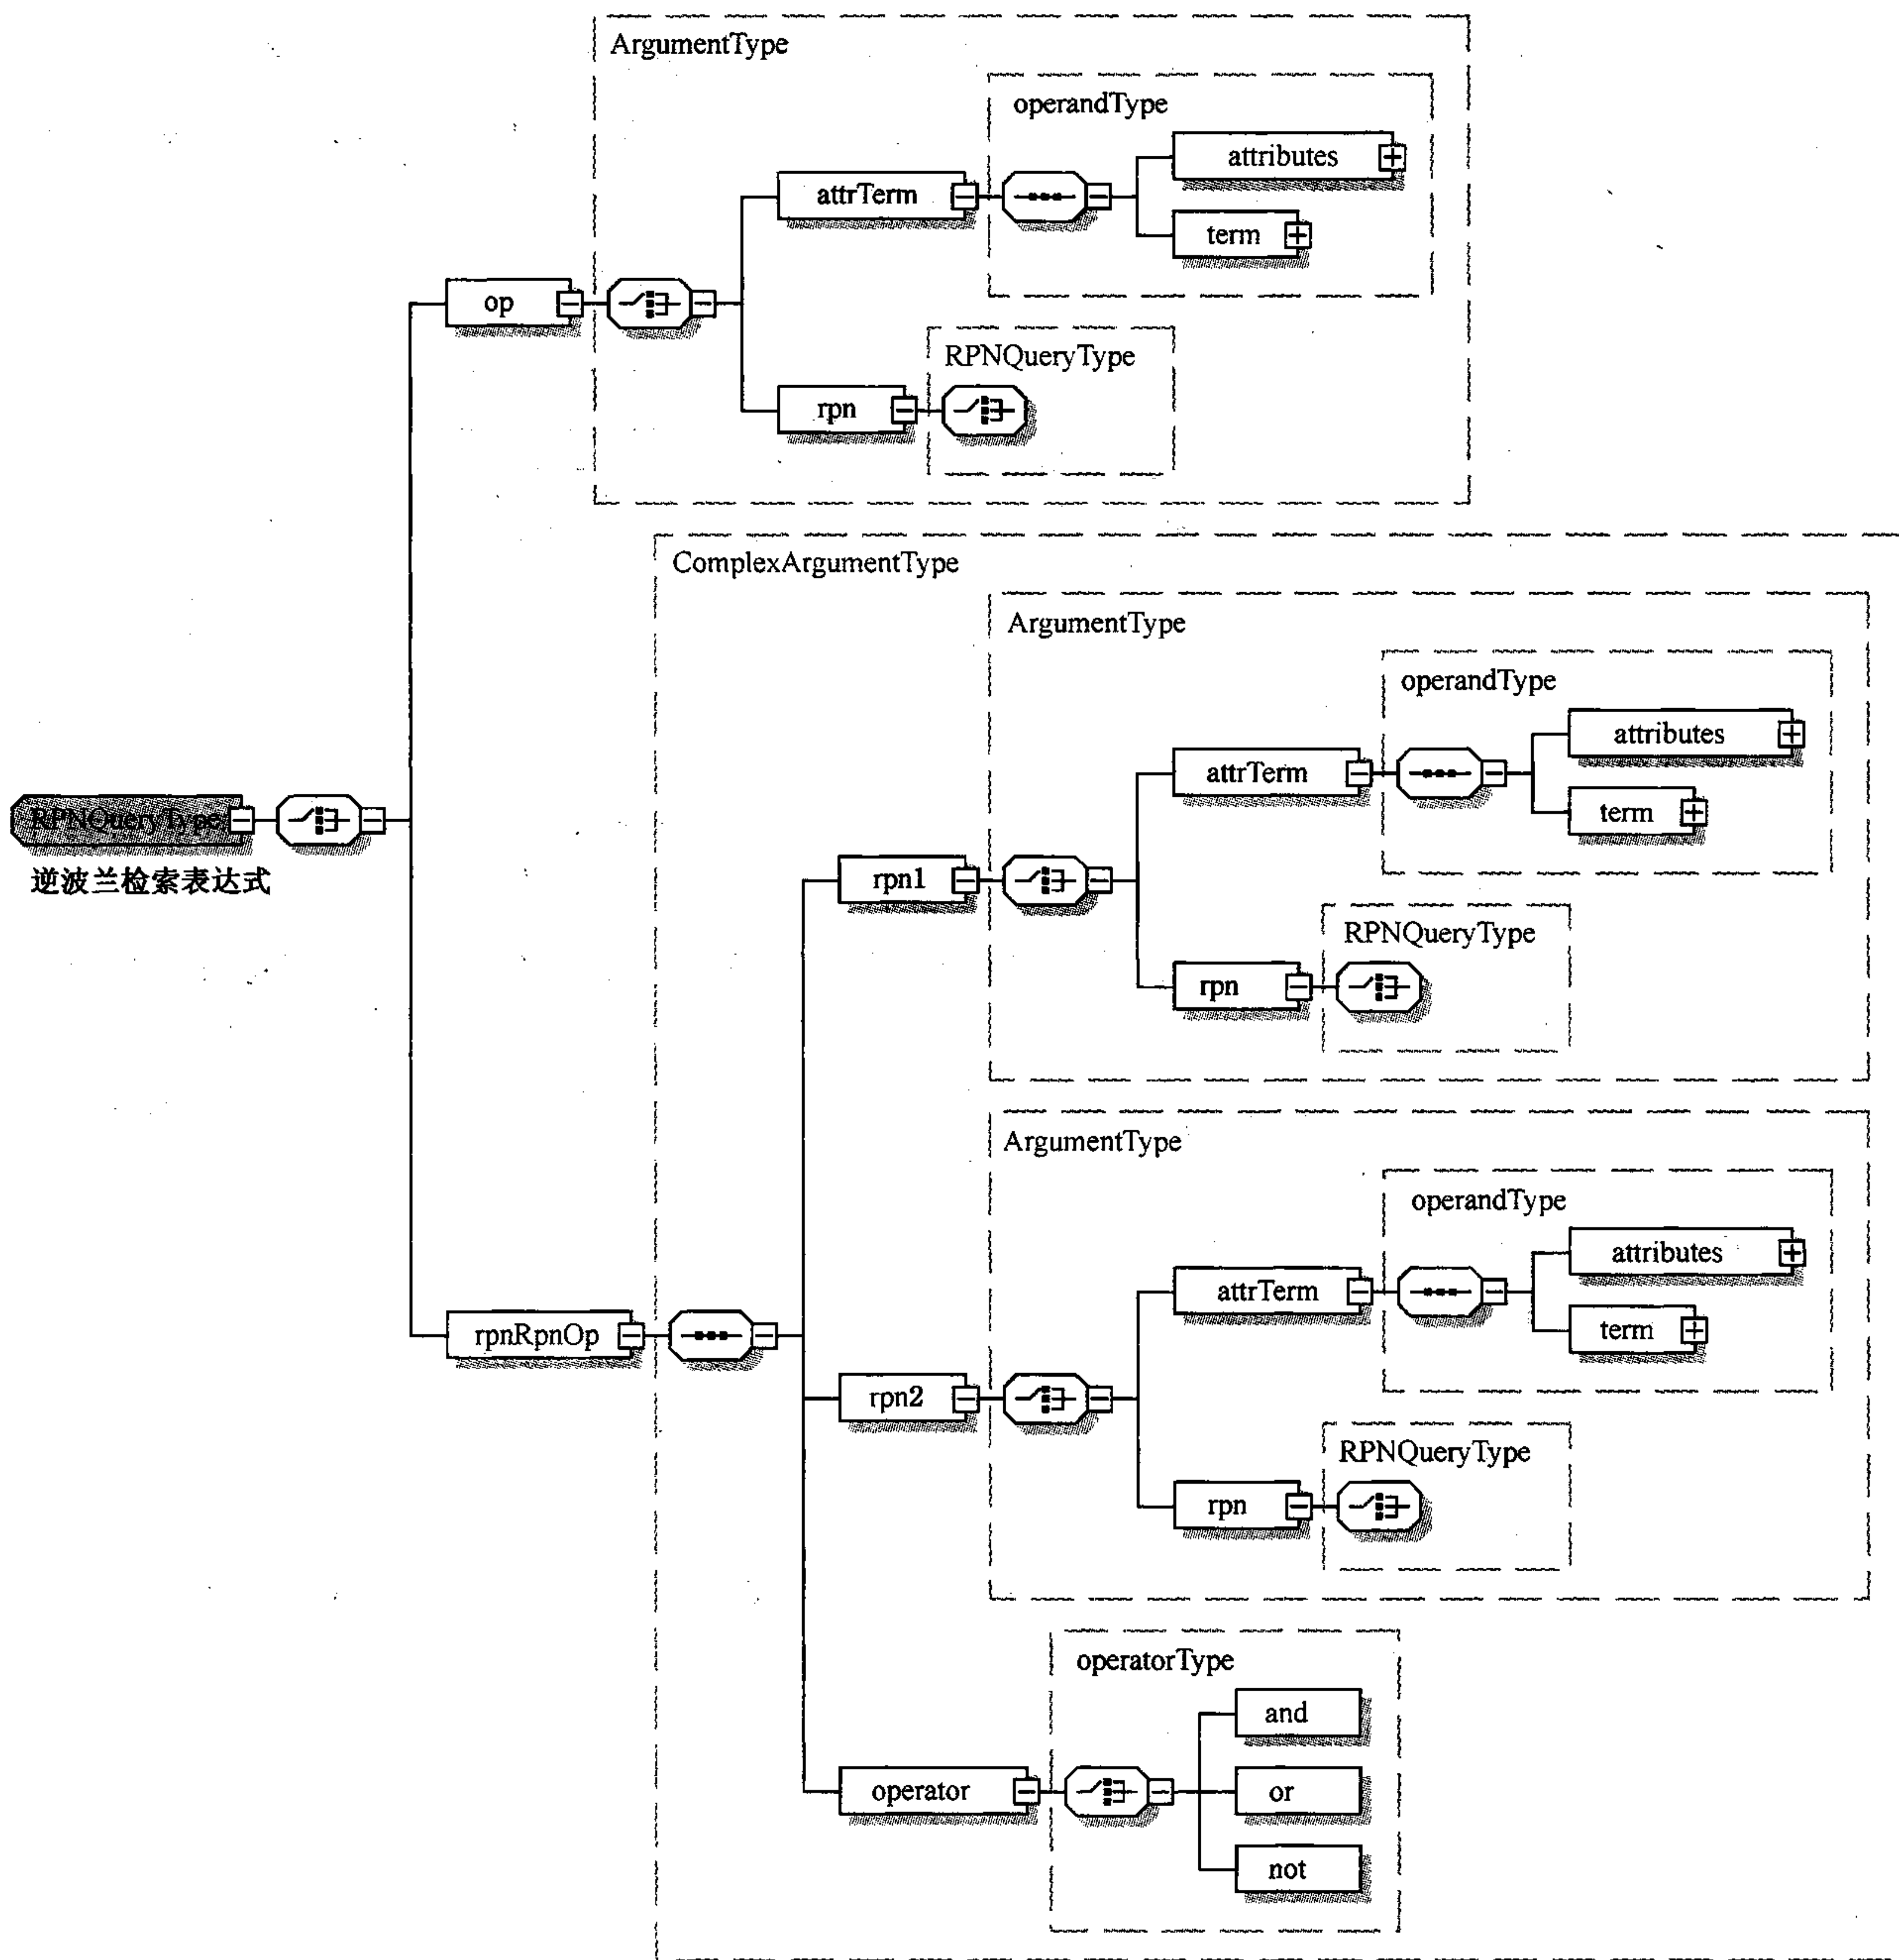 ArgumentType
operandType
attributes
attrTerm
term
op
RPNQueryType
rpn
ComplexArgumentType
ArgumentType
operandType
attributes
attrTerm
term
RPNQueryType
逆波兰检索表达式
rpn1
RPNQueryType
rpn
ArgumentType
operandType
attributes
attrTerm
term
rpnRpnOp
rpn2
RPNQueryType
rpn
operatorType
and
operator
or
not